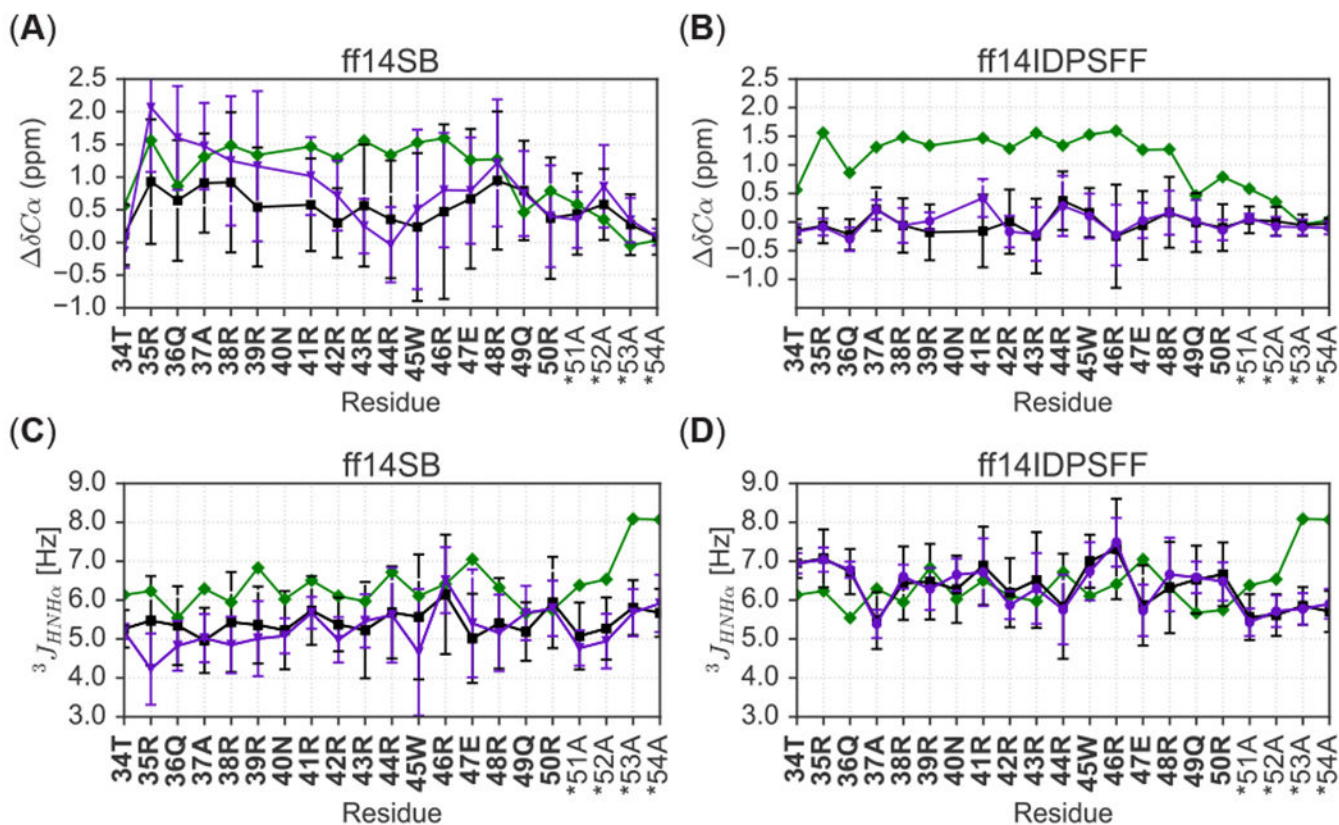 (A)
ff14SB
ΔδCα (ppm)
2.5
2.0
1.5
1.0
0.5
0.0
−0.5
−1.0
34T 35R 36Q 37A 38R 39R 40N 41R 42R 43R 44R 45W 46R 47E 48R 49Q 50R *51A *52A *53A *54A
Residue
(B)
ff14IDPSFF
ΔδCα (ppm)
2.5
2.0
1.5
1.0
0.5
0.0
−0.5
−1.0
34T 35R 36Q 37A 38R 39R 40N 41R 42R 43R 44R 45W 46R 47E 48R 49Q 50R *51A *52A *53A *54A
Residue
(C)
ff14SB
³J_HNHα [Hz]
9.0
8.0
7.0
6.0
5.0
4.0
3.0
34T 35R 36Q 37A 38R 39R 40N 41R 42R 43R 44R 45W 46R 47E 48R 49Q 50R *51A *52A *53A *54A
Residue
(D)
ff14IDPSFF
³J_HNHα [Hz]
9.0
8.0
7.0
6.0
5.0
4.0
3.0
34T 35R 36Q 37A 38R 39R 40N 41R 42R 43R 44R 45W 46R 47E 48R 49Q 50R *51A *52A *53A *54A
Residue